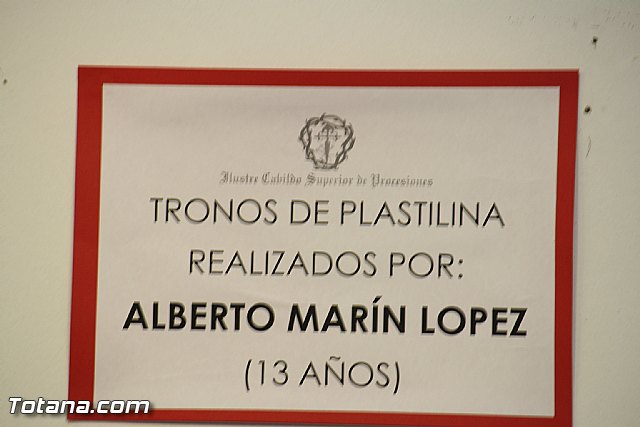 Ilustre Cabildo Superior de Procesiones
TRONOS DE PLASTILINA
REALIZADOS POR:
ALBERTO MARÍN LOPEZ
(13 AÑOS)
Totana.com